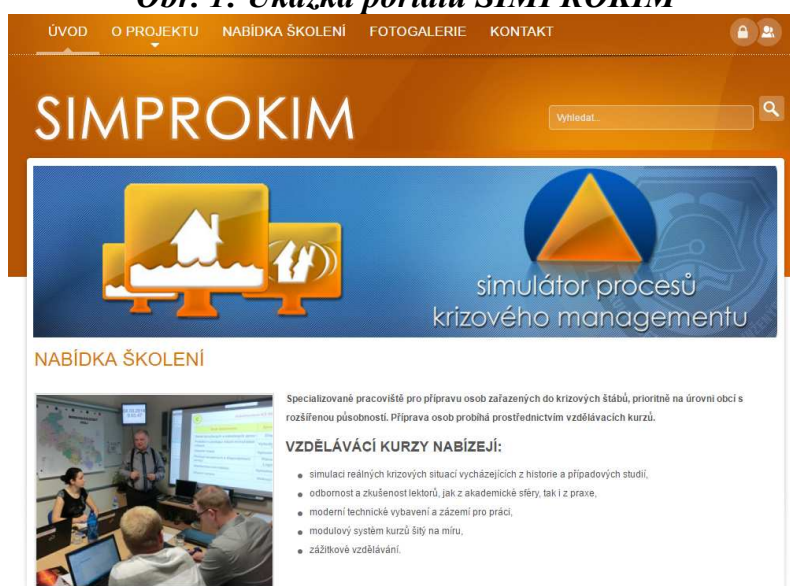 Obr. 1: Ukázka portálu SIMPROKIM
ÚVOD O PROJEKTU NABÍDKA ŠKOLENÍ FOTOGALERIE KONTAKT
SIMPROKIM
Vyhledat...
simulátor procesů
krizového managementu
NABÍDKA ŠKOLENÍ
Specializované pracoviště pro přípravu osob zařazených do krizových štábů, prioritně na úrovni obcí s
rozšířenou působností. Příprava osob probíhá prostřednictvím vzdělávacích kurzů.
VZDĚLÁVÁCÍ KURZY NABÍZEJÍ:
simulaci reálných krizových situací vycházejících z historie a případových studií,
odbornost a zkušenost lektorů, jak z akademické sféry, tak i z praxe,
moderní technické vybavení a zázemí pro práci,
modulový systém kurzů šitý na míru,
zážitkové vzdělávání.